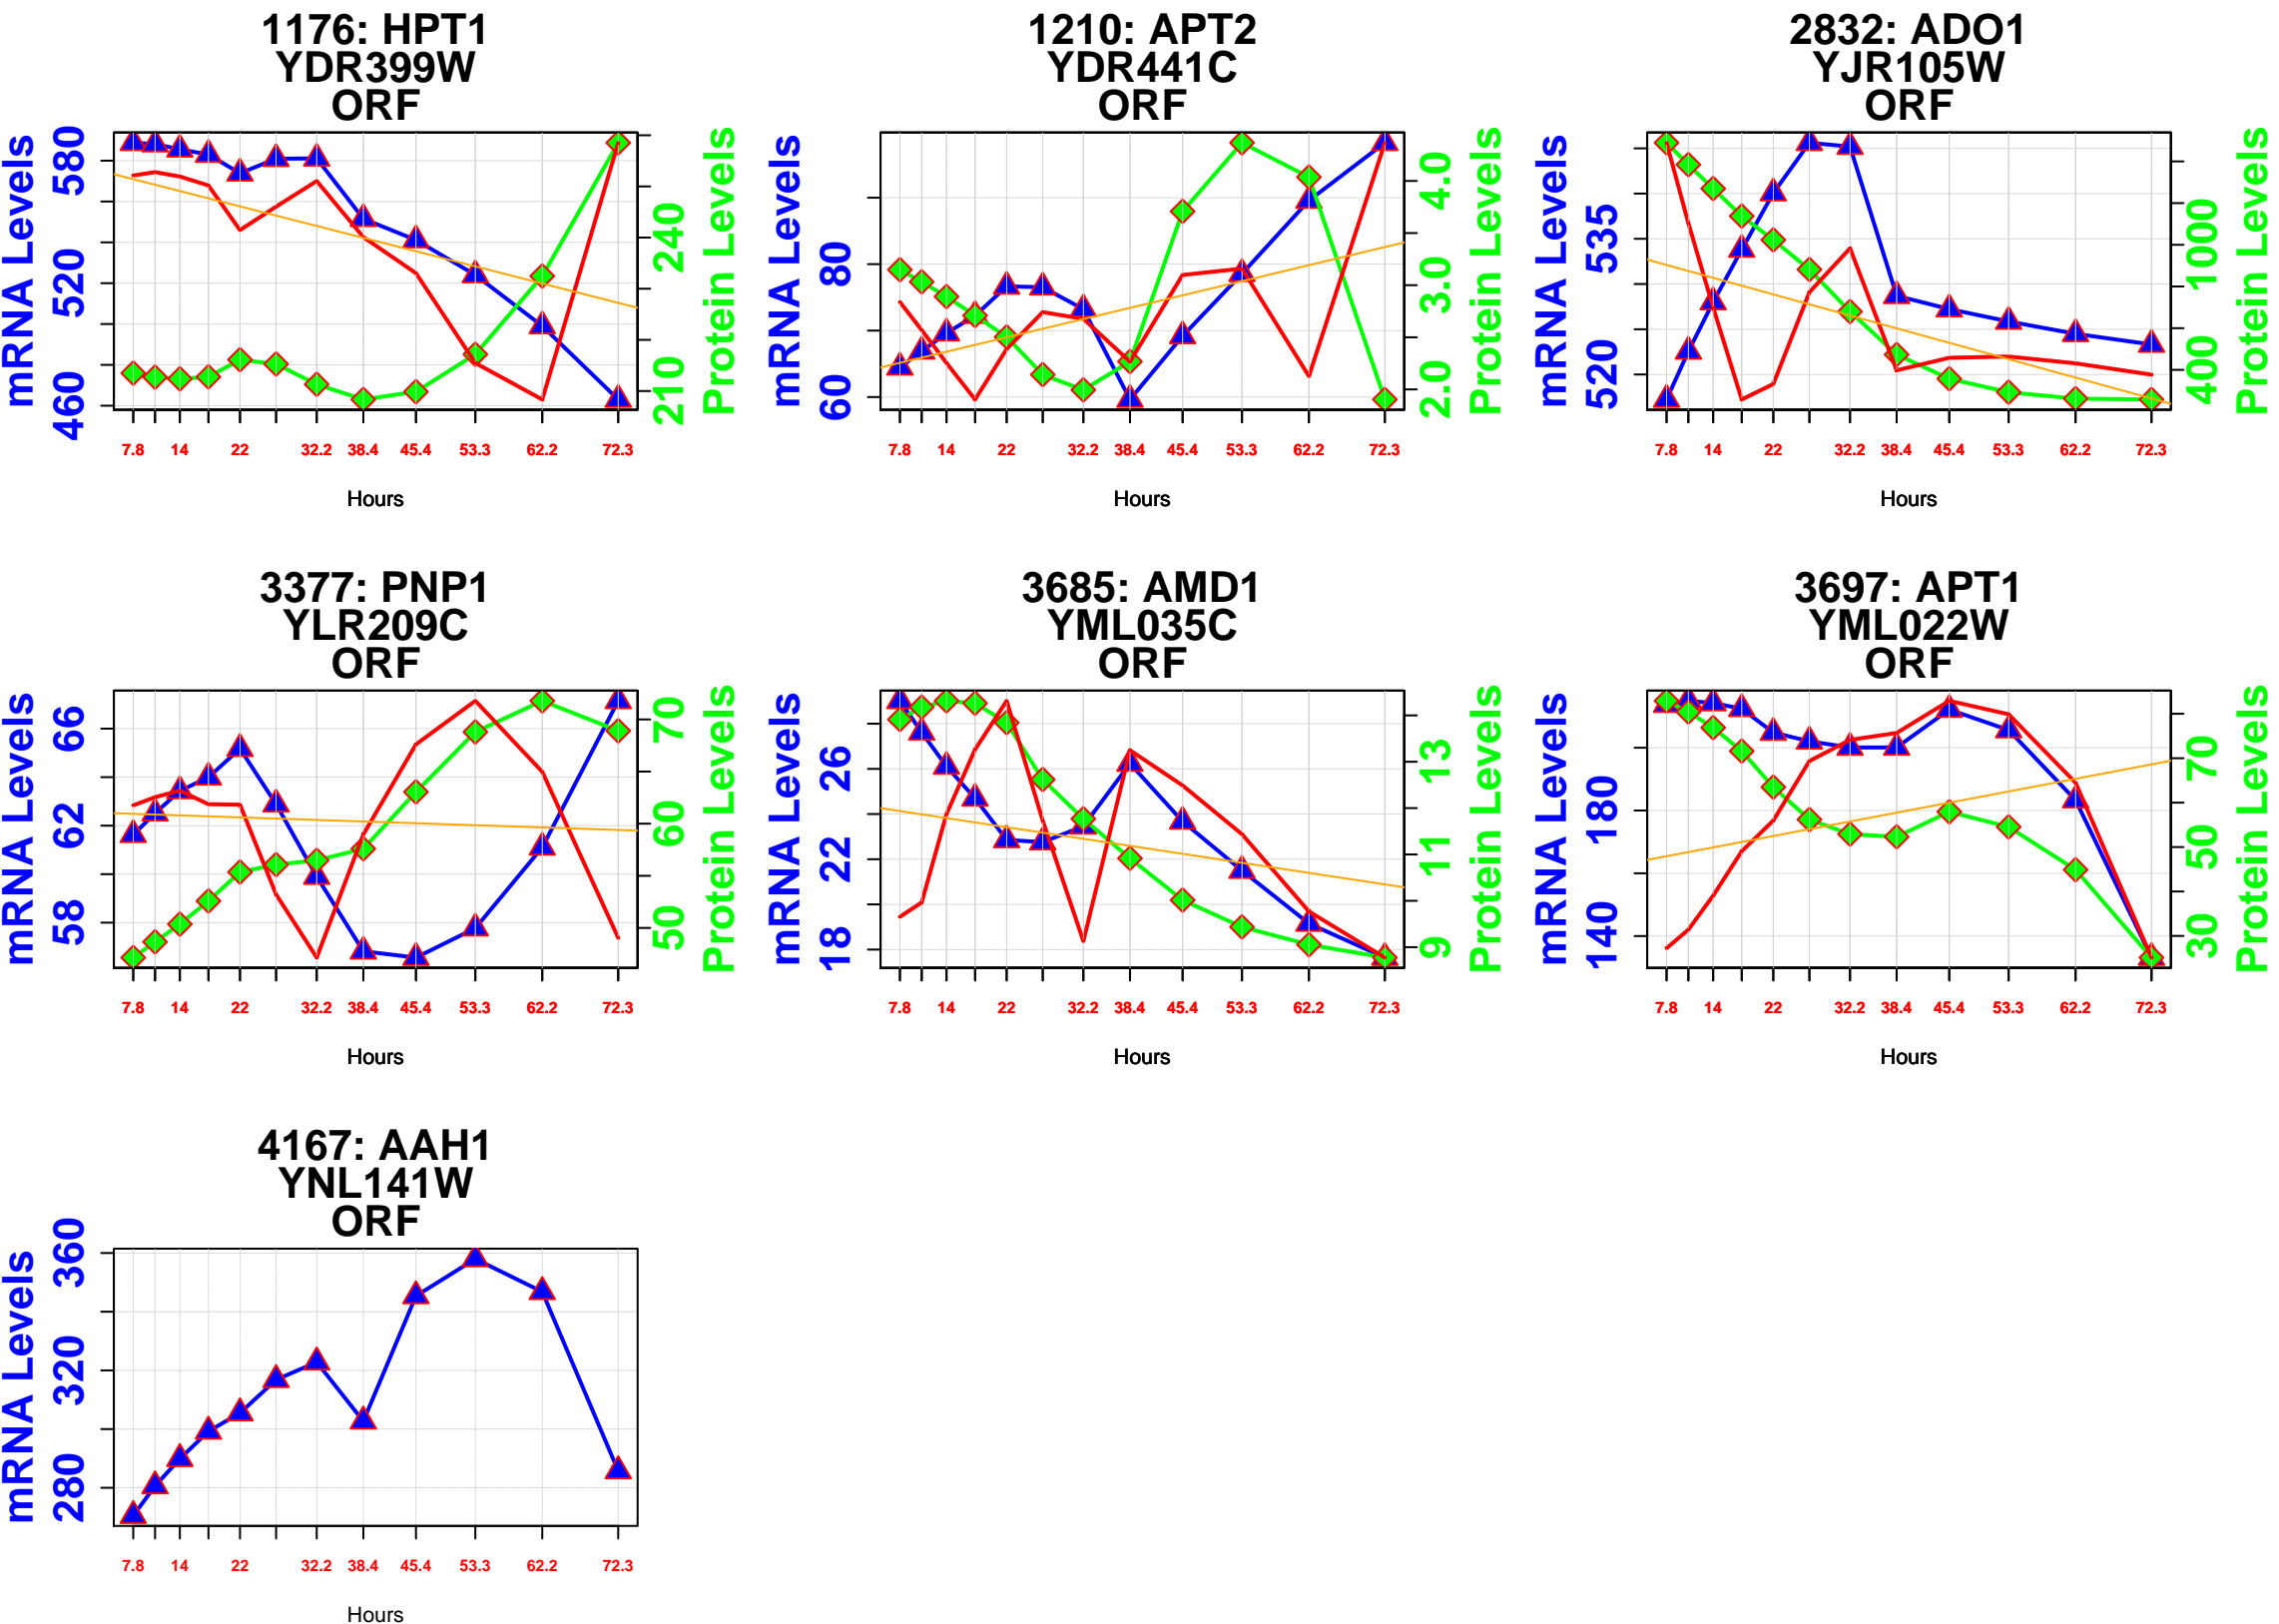 1176: HPT1
YDR399W
ORF
mRNA Levels
460 520 580
210 240
Protein Levels
7.8 14 22 32.2 38.4 45.4 53.3 62.2 72.3
Hours
1210: APT2
YDR441C
ORF
mRNA Levels
60 80
2.0 3.0 4.0
Protein Levels
7.8 14 22 32.2 38.4 45.4 53.3 62.2 72.3
Hours
2832: ADO1
YJR105W
ORF
mRNA Levels
520 535
400 1000
Protein Levels
7.8 14 22 32.2 38.4 45.4 53.3 62.2 72.3
Hours
3377: PNP1
YLR209C
ORF
mRNA Levels
58 62 66
50 60 70
Protein Levels
7.8 14 22 32.2 38.4 45.4 53.3 62.2 72.3
Hours
3685: AMD1
YML035C
ORF
mRNA Levels
18 22 26
9 11 13
Protein Levels
7.8 14 22 32.2 38.4 45.4 53.3 62.2 72.3
Hours
3697: APT1
YML022W
ORF
mRNA Levels
140 180
30 50 70
Protein Levels
7.8 14 22 32.2 38.4 45.4 53.3 62.2 72.3
Hours
4167: AAH1
YNL141W
ORF
mRNA Levels
280 320 360
7.8 14 22 32.2 38.4 45.4 53.3 62.2 72.3
Hours